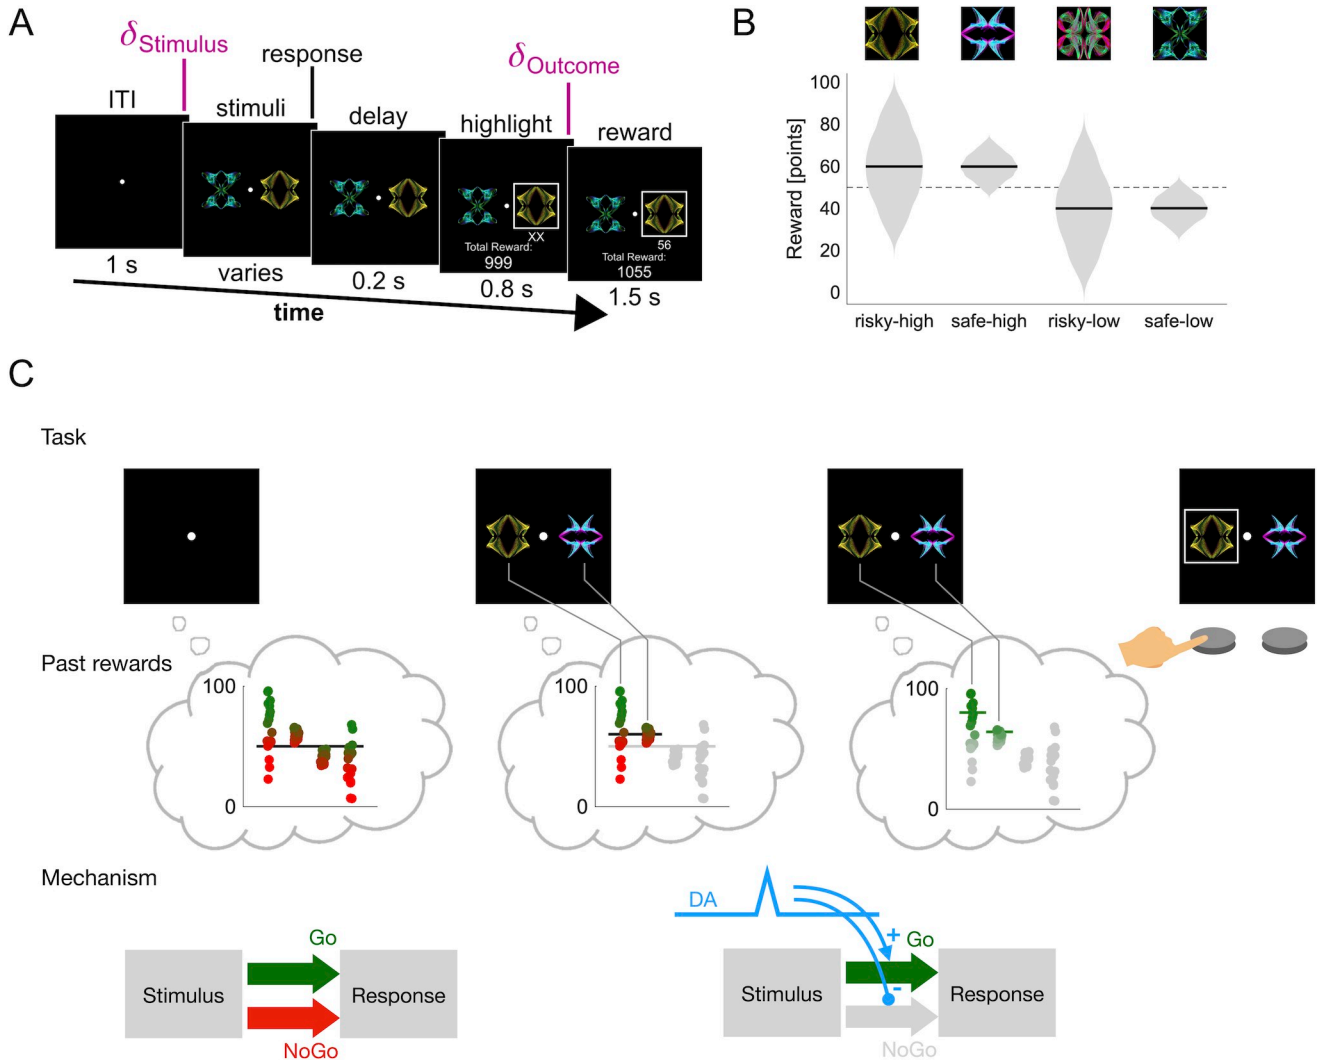 A
δStimulus
response
δOutcome
ITI
stimuli
delay
highlight
reward
XX
Total Reward:
999
56
Total Reward:
1055
1 s
varies
0.2 s
0.8 s
1.5 s
time
B
Reward [points]
100
80
60
40
20
0
risky-high
safe-high
risky-low
safe-low
C
Task
Past rewards
100
0
100
0
100
0
Mechanism
Go
Stimulus
Response
NoGo
DA
+
Go
-
Stimulus
Response
NoGo